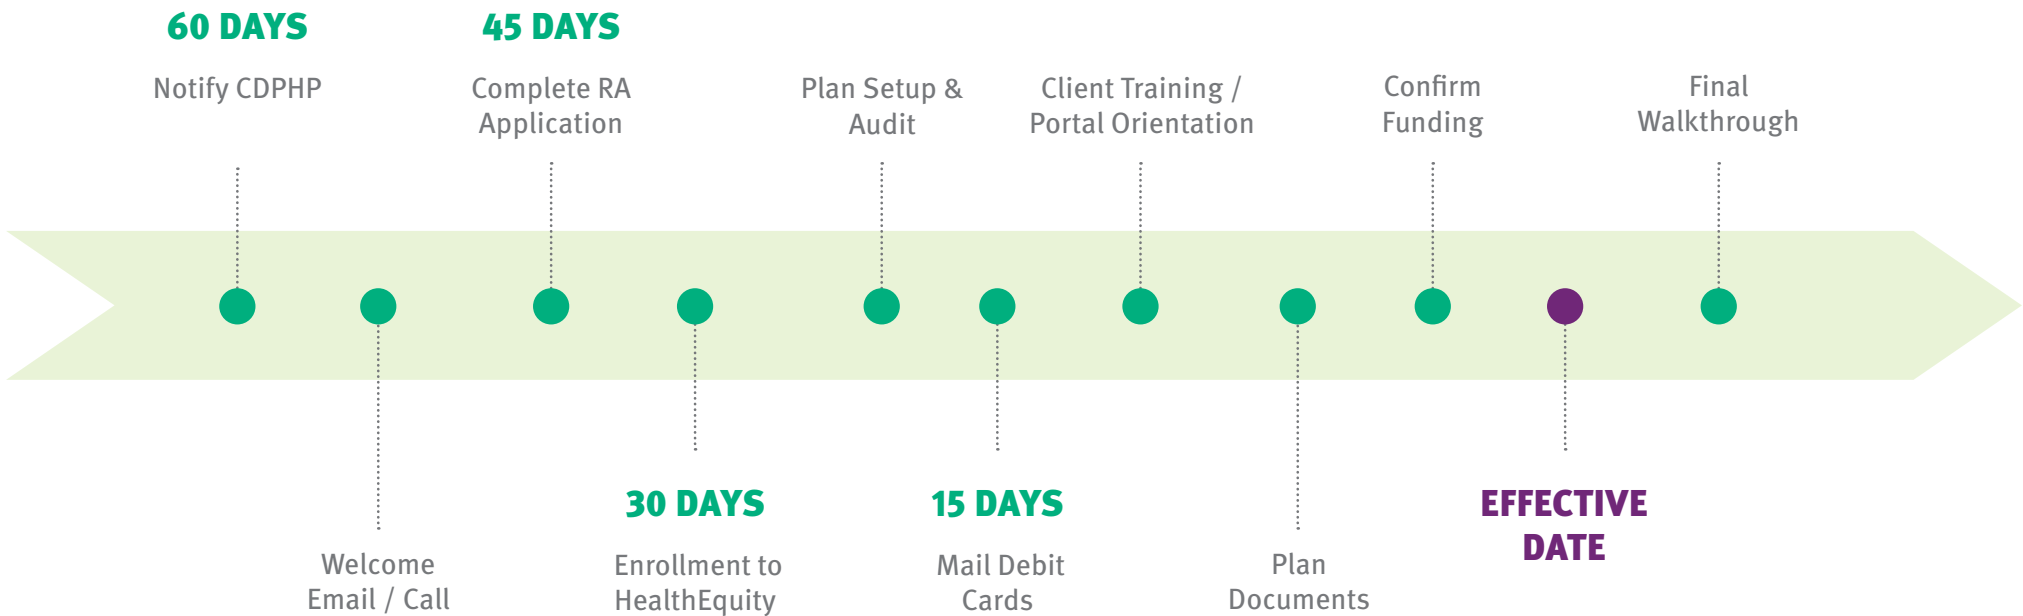 60 DAYS
Notify CDPHP
45 DAYS
Complete RA
Application
Plan Setup &
Audit
Client Training /
Portal Orientation
Confirm
Funding
Final
Walkthrough
Welcome
Email / Call
30 DAYS
Enrollment to
HealthEquity
15 DAYS
Mail Debit
Cards
Plan
Documents
EFFECTIVE
DATE